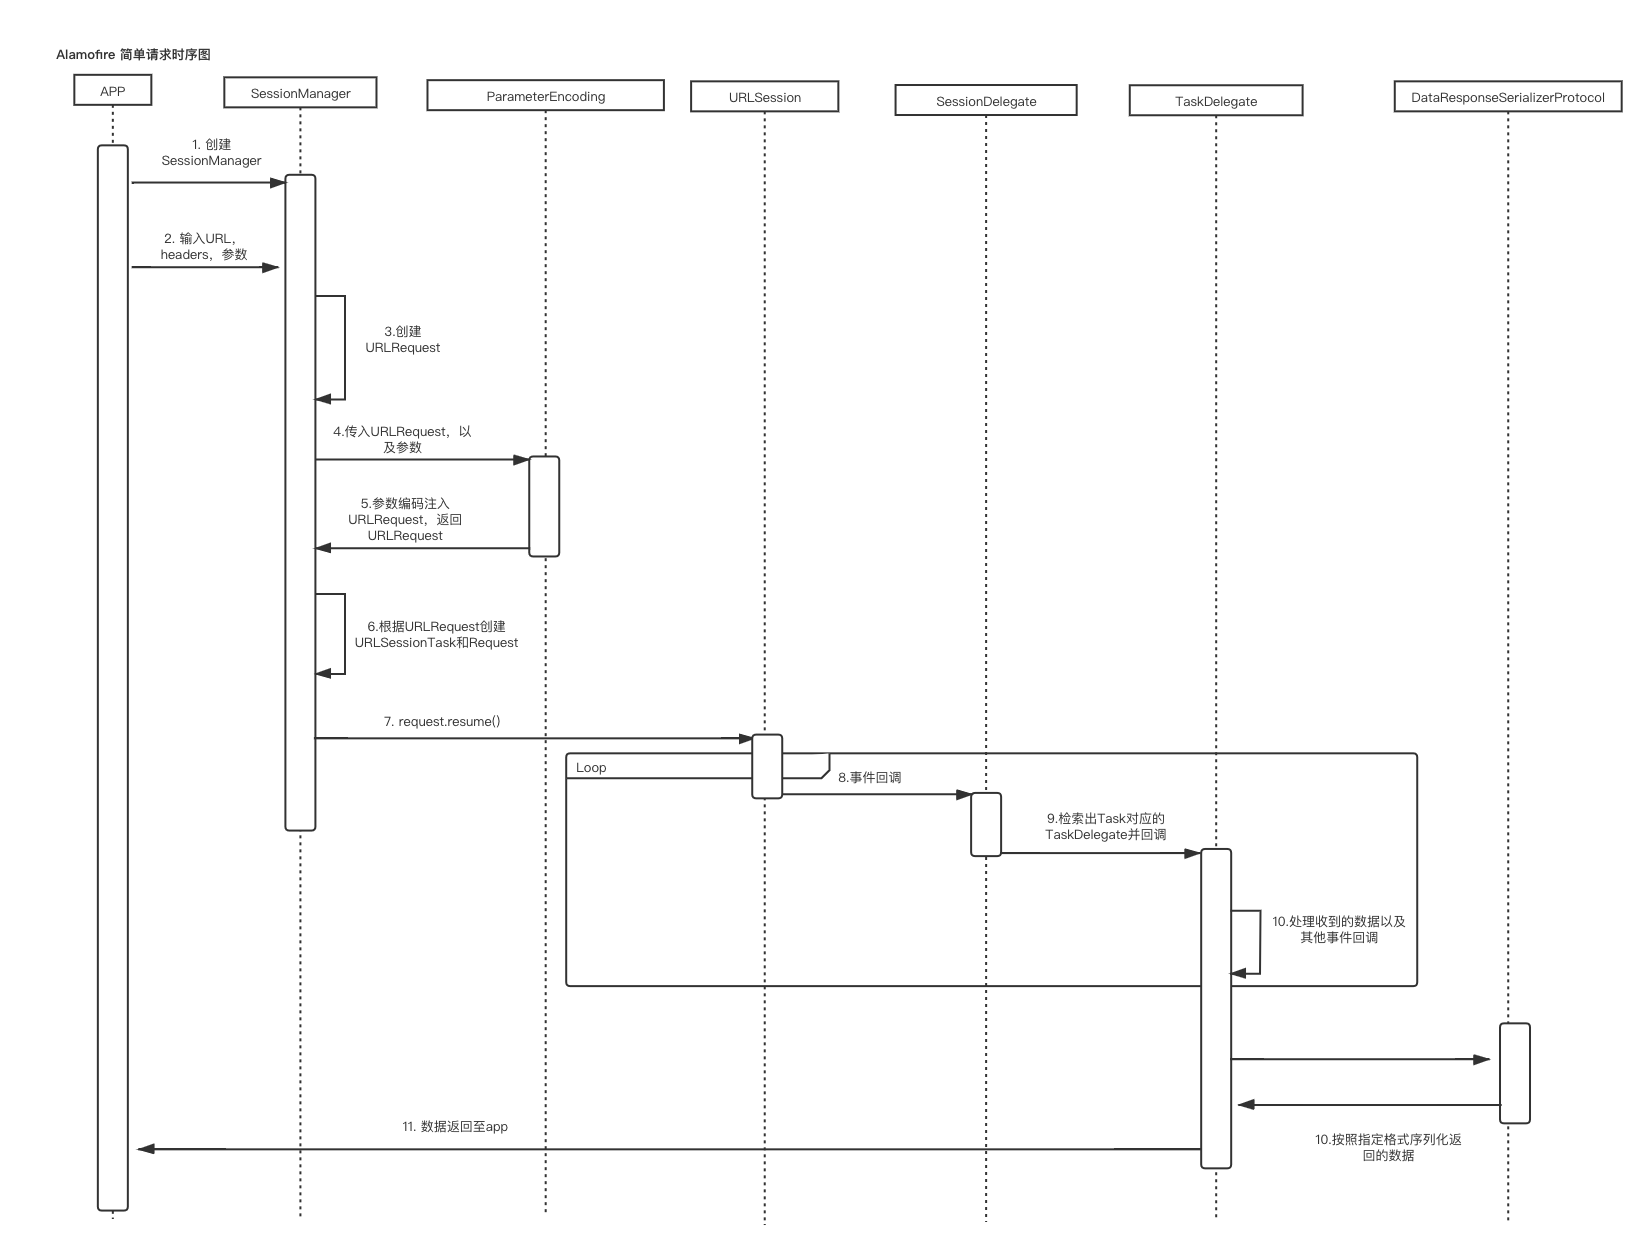 Alamofire 简单请求时序图
APP
SessionManager
ParameterEncoding
URLSession
SessionDelegate
TaskDelegate
DataResponseSerializerProtocol
1. 创建
SessionManager
2. 输入URL，
headers，参数
3.创建
URLRequest
4.传入URLRequest，以
及参数
5.参数编码注入
URLRequest，返回
URLRequest
6.根据URLRequest创建
URLSessionTask和Request
7. request.resume()
Loop
8.事件回调
9.检索出Task对应的
TaskDelegate并回调
10.处理收到的数据以及
其他事件回调
11. 数据返回至app
10.按照指定格式序列化返
回的数据